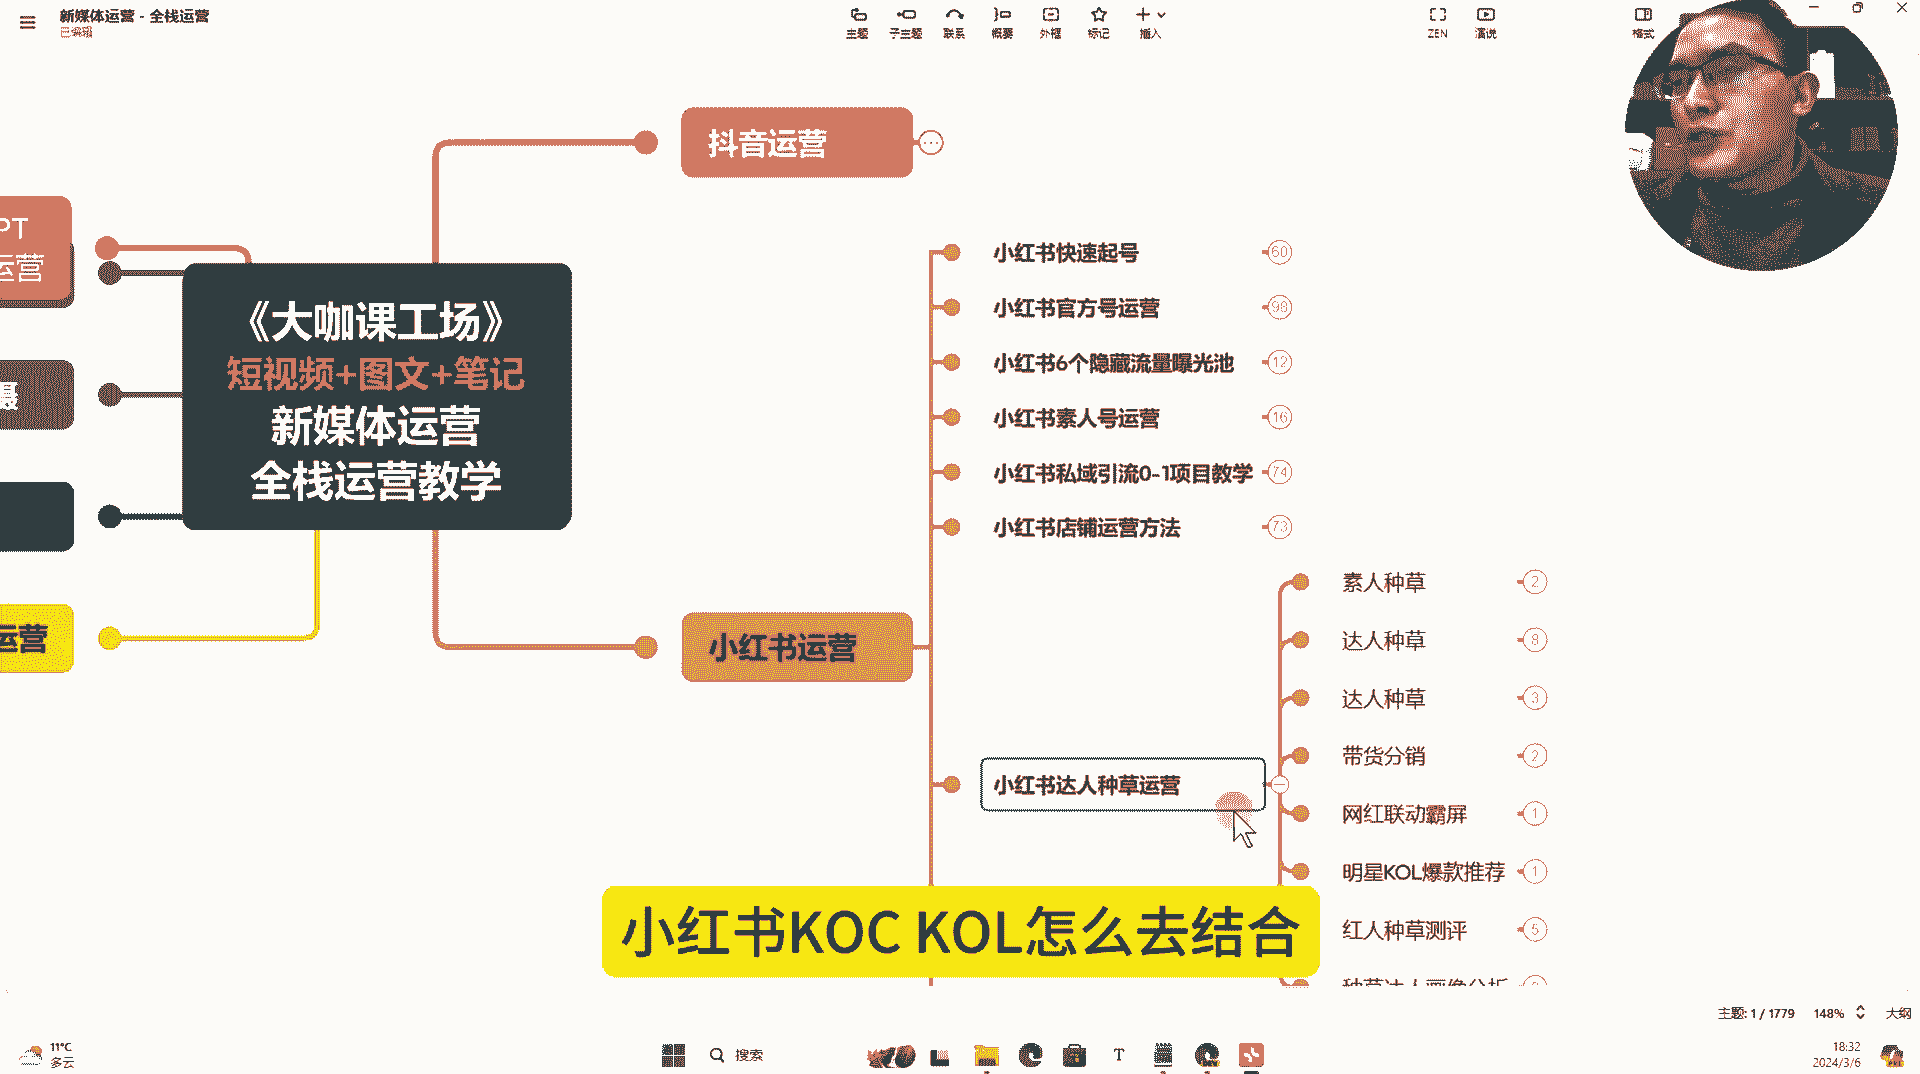 新媒体运营 - 全栈运营
已编辑
主题
子主题
联系
概要
外框
标记
插入
ZEN
演说
格式
抖音运营
PT
运营
《大咖课工场》
短视频+图文+笔记
新媒体运营
全栈运营教学
运营
小红书运营
小红书快速起号
60
小红书官方号运营
98
小红书6个隐藏流量曝光池
12
小红书素人号运营
16
小红书私域引流0-1项目教学
74
小红书店铺运营方法
73
小红书达人种草运营
素人种草
2
达人种草
8
达人种草
3
带货分销
2
网红联动霸屏
1
明星KOL爆款推荐
1
红人种草测评
5
种草达人画像分析
小红书KOC KOL怎么去结合
主题: 1 / 1779
148%
大纲
11°C
多云
搜索
18:32
2024/3/6